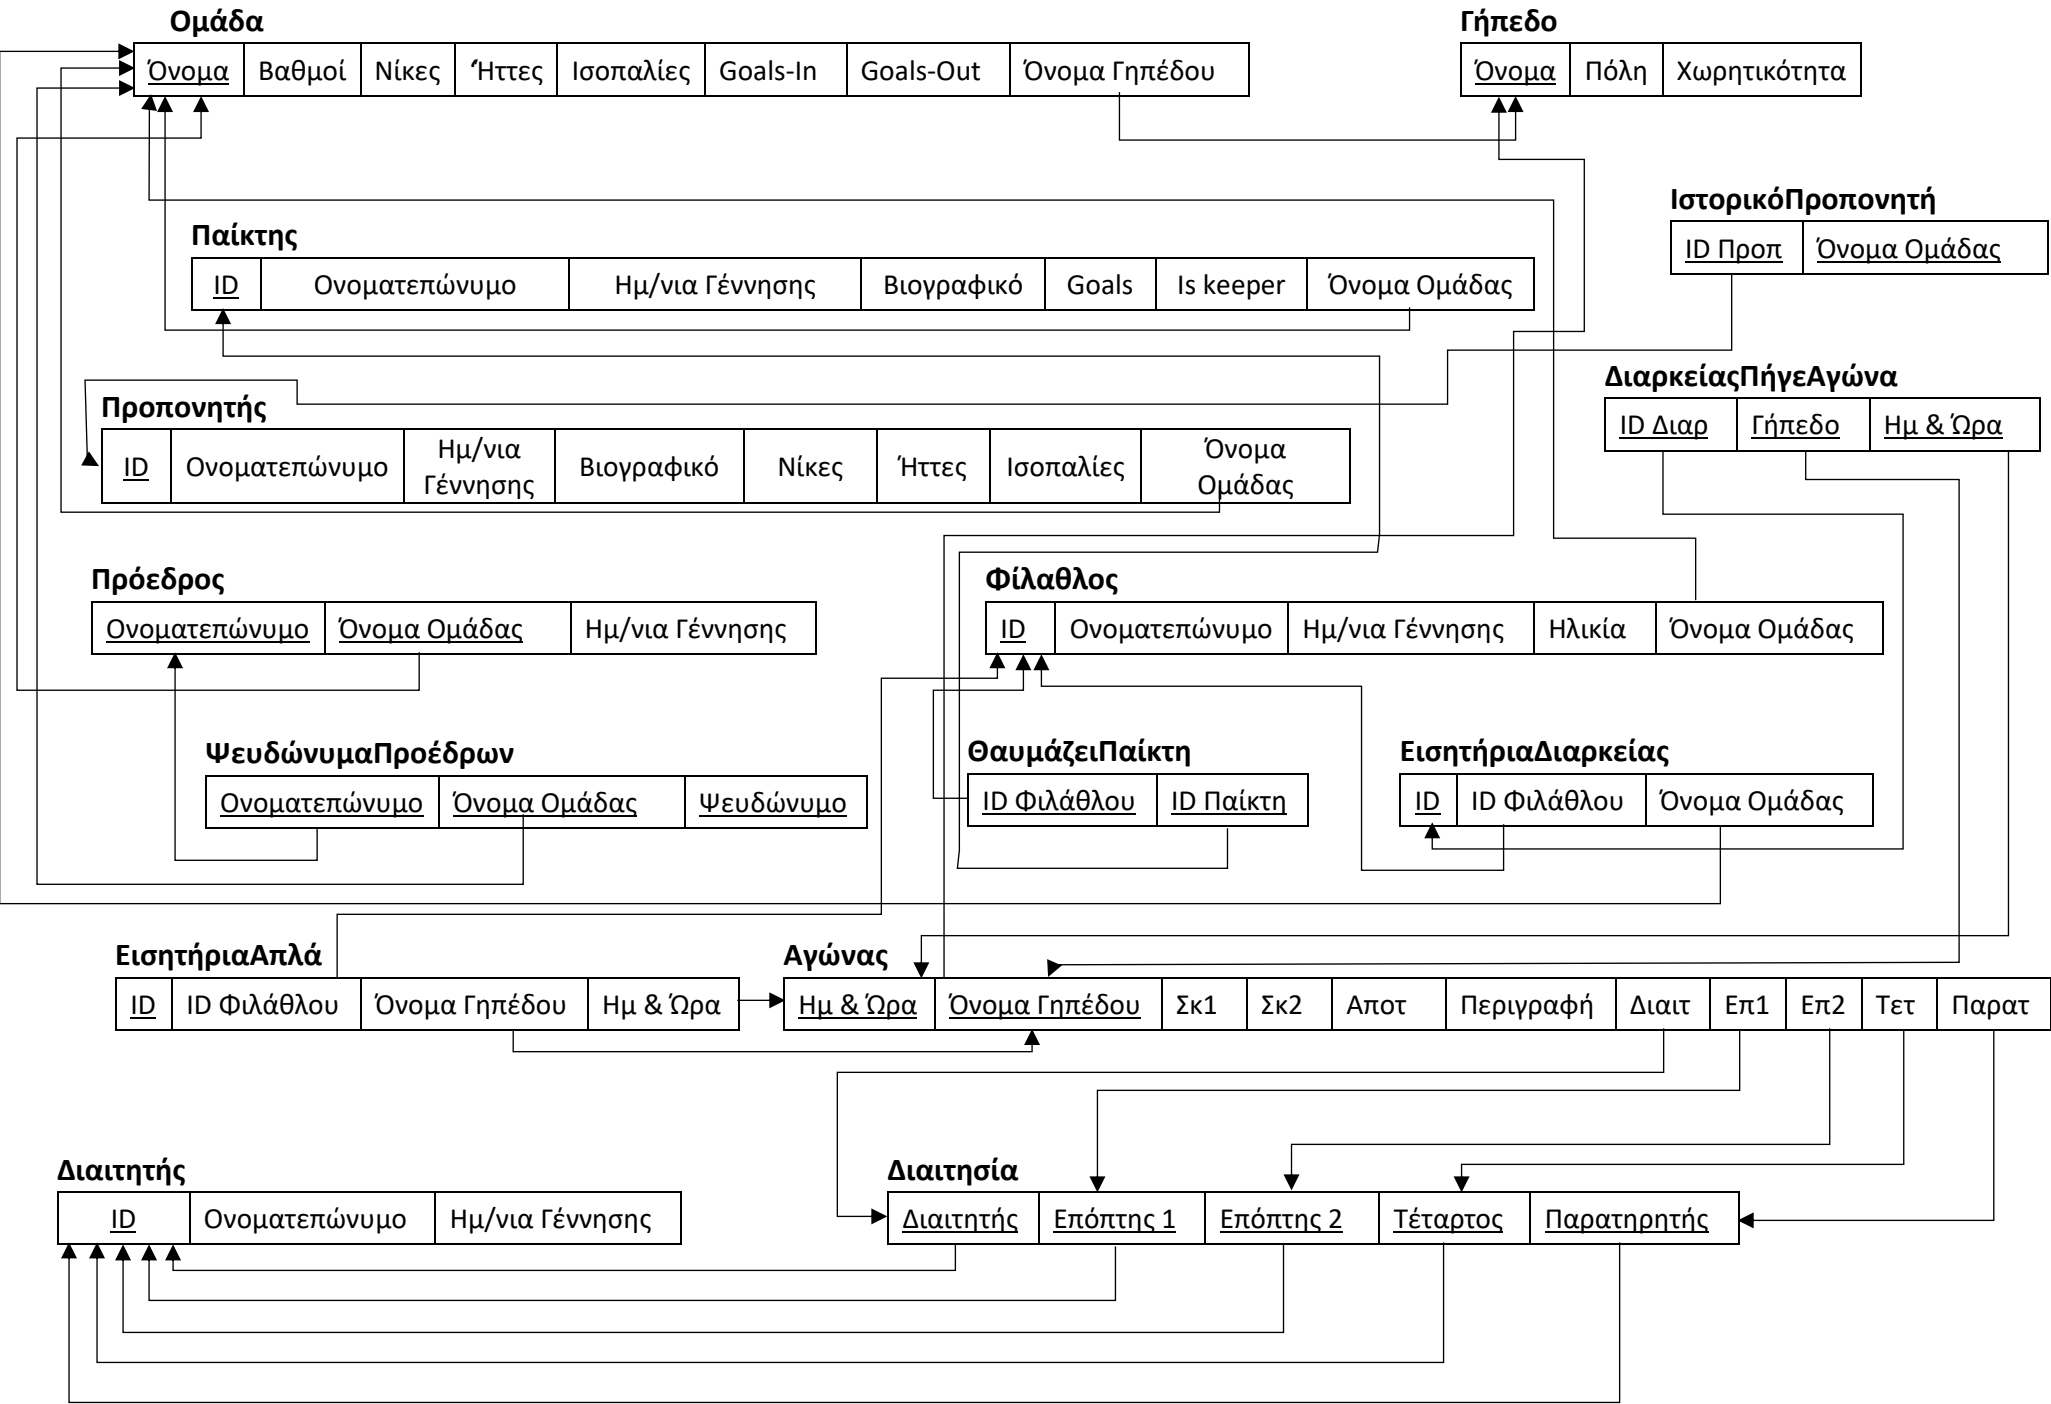 Ομάδα
Όνομα Βαθμοί Νίκες Ήττες Ισοπαλίες Goals-In Goals-Out Όνομα Γηπέδου
Γήπεδο
Όνομα Πόλη Χωρητικότητα
ΙστορικόΠροπονητή
ID Προπ Όνομα Ομάδας
Παίκτης
ID Ονοματεπώνυμο Ημ/νια Γέννησης Βιογραφικό Goals Is keeper Όνομα Ομάδας
ΔιαρκείαςΠήγεΑγώνα
ID Διαρ Γήπεδο Ημ & Ώρα
Προπονητής
ID Ονοματεπώνυμο Ημ/νια Γέννησης Βιογραφικό Νίκες Ήττες Ισοπαλίες Όνομα Ομάδας
Πρόεδρος
Ονοματεπώνυμο Όνομα Ομάδας Ημ/νια Γέννησης
Φίλαθλος
ID Ονοματεπώνυμο Ημ/νια Γέννησης Ηλικία Όνομα Ομάδας
ΨευδώνυμαΠροέδρων
Ονοματεπώνυμο Όνομα Ομάδας Ψευδώνυμο
ΘαυμάζειΠαίκτη
ID Φιλάθλου ID Παίκτη
ΕισητήριαΔιαρκείας
ID ID Φιλάθλου Όνομα Ομάδας
ΕισητήριαΑπλά
ID ID Φιλάθλου Όνομα Γηπέδου Ημ & Ώρα
Αγώνας
Ημ & Ώρα Όνομα Γηπέδου Σκ1 Σκ2 Αποτ Περιγραφή Διαιτ Επ1 Επ2 Τετ Παρατ
Διαιτητής
ID Ονοματεπώνυμο Ημ/νια Γέννησης
Διαιτησία
Διαιτητής Επόπτης 1 Επόπτης 2 Τέταρτος Παρατηρητής